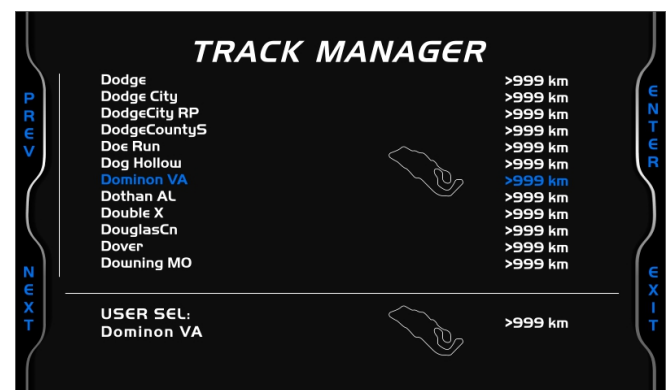 TRACK MANAGER
Dodge >999 km
Dodge City >999 km
DodgeCity RP >999 km
DodgeCountyS >999 km
Doe Run >999 km
Dog Hollow >999 km
Dominon VA >999 km
Dothan AL >999 km
Double X >999 km
DouglasCn >999 km
Dover >999 km
Downing MO >999 km
USER SEL:
Dominon VA >999 km
PREV
NEXT
ENTER
EXIT